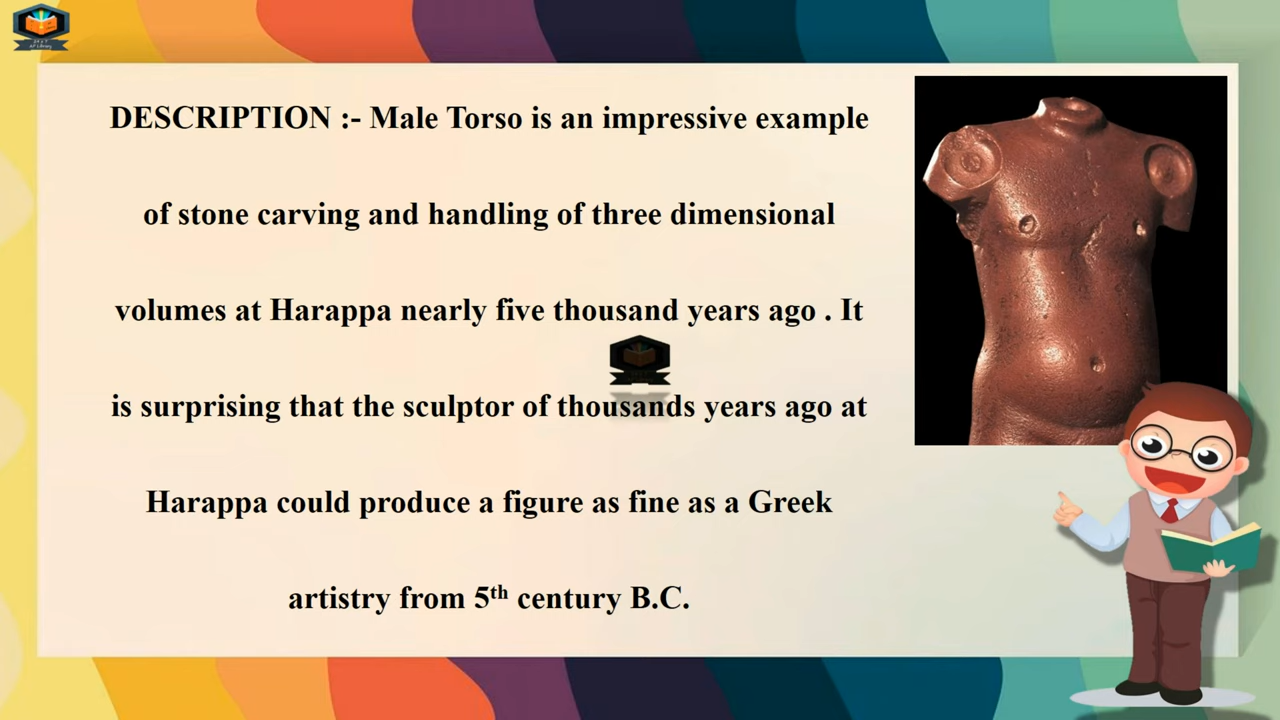 DESCRIPTION :- Male Torso is an impressive example
of stone carving and handling of three dimensional
volumes at Harappa nearly five thousand years ago . It
is surprising that the sculptor of thousands years ago at
Harappa could produce a figure as fine as a Greek
artistry from 5th century B.C.